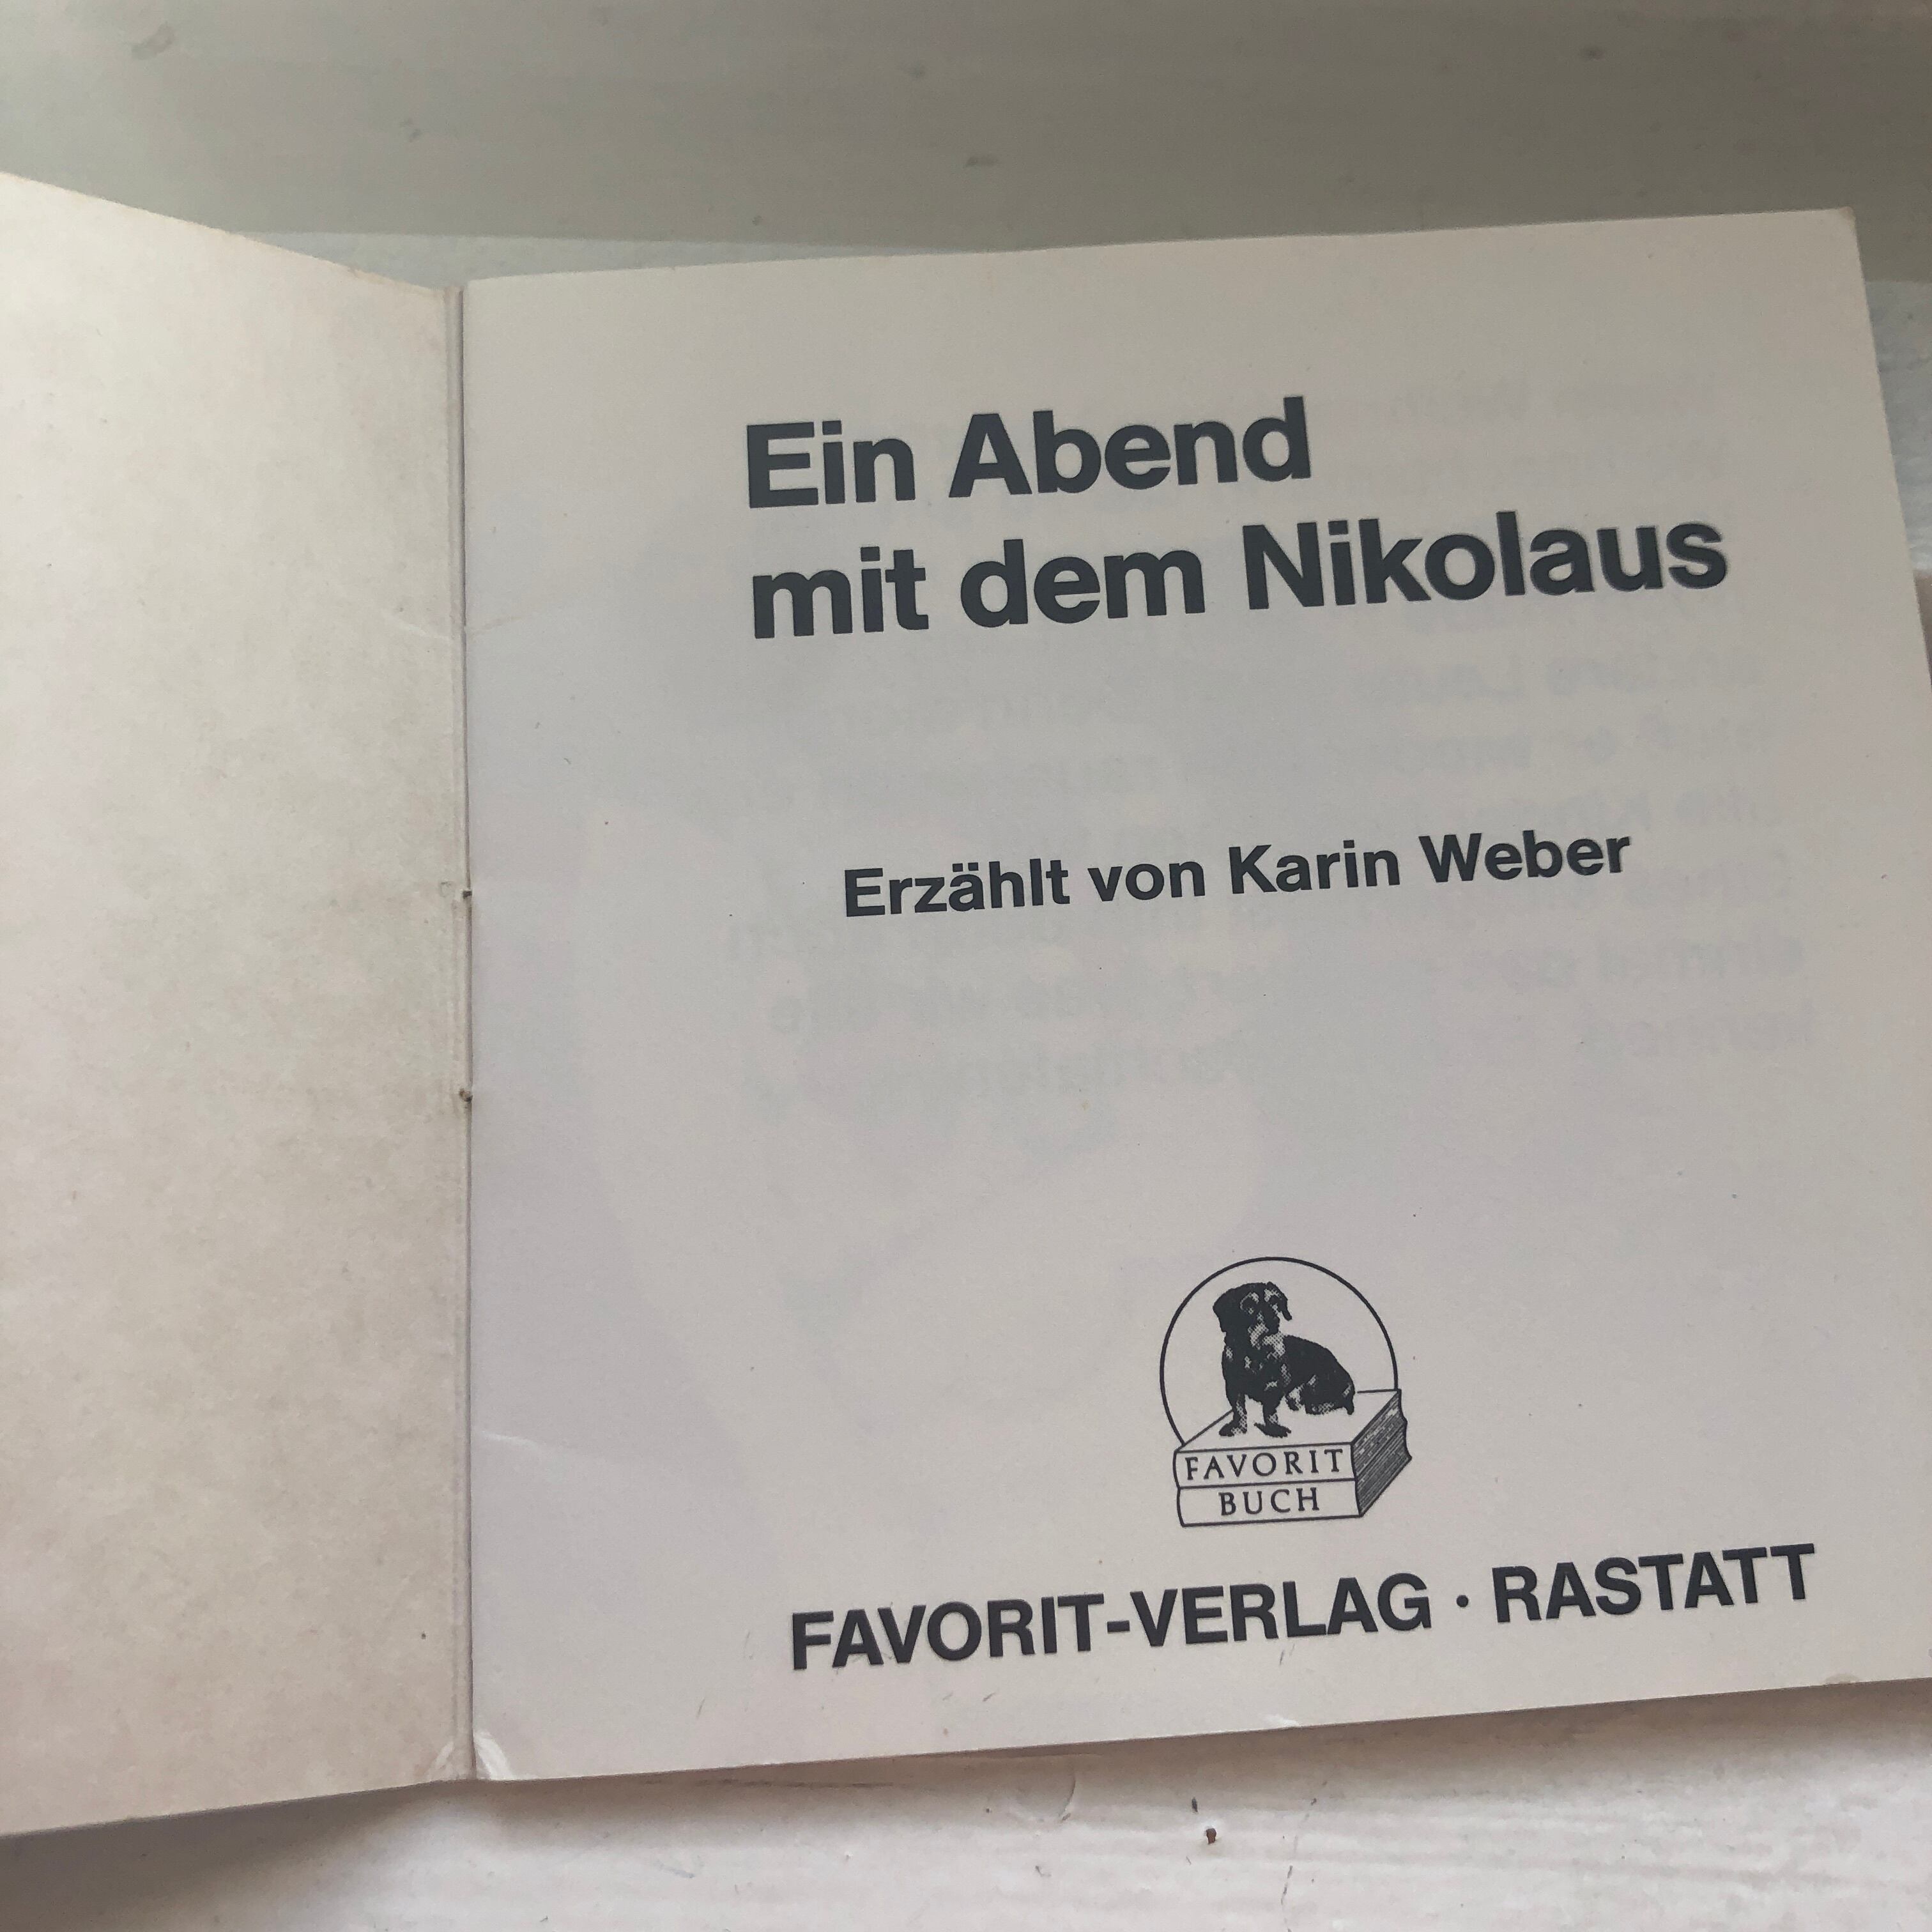 Ein Abend
mit dem Nikolaus
Erzählt von Karin Weber
FAVORIT
BUCH
FAVORIT-VERLAG · RASTATT